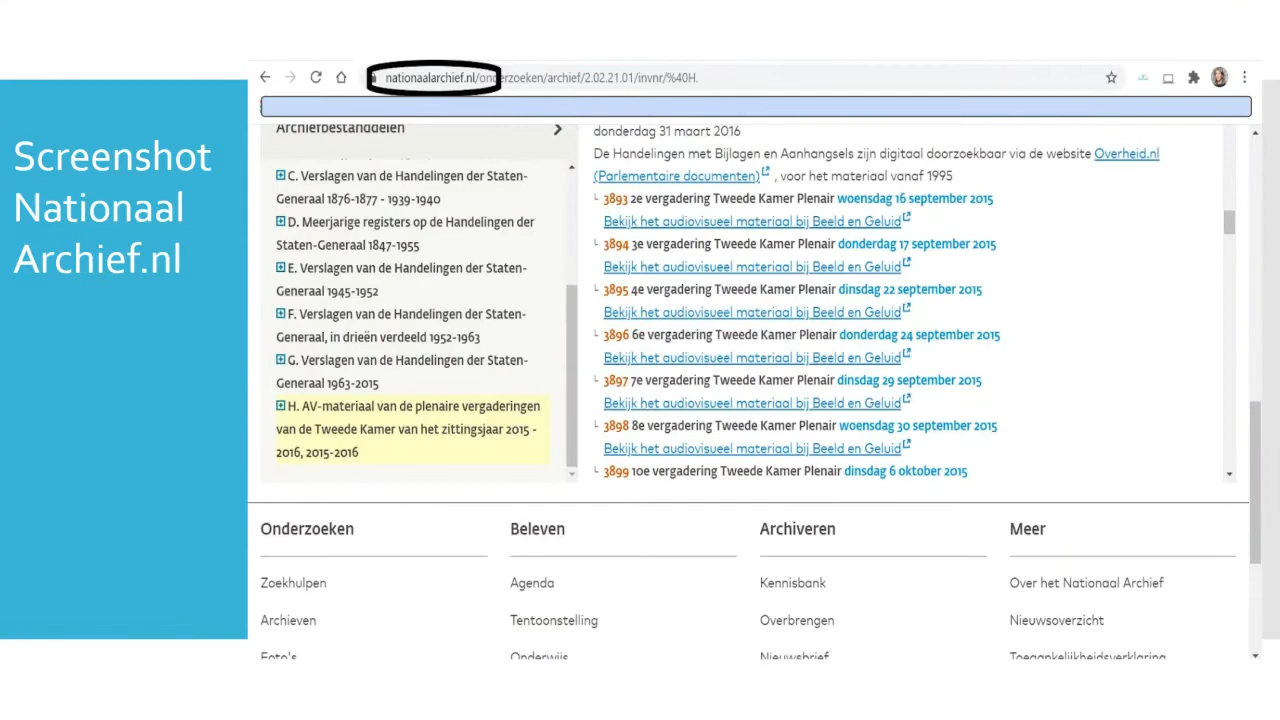 Screenshot
Nationaal
Archief.nl
nationaalarchief.nl/onderzoeken/archief/2.02.21.01/invnr/%40H.
Archiefbestanddelen
C. Verslagen van de Handelingen der Staten-
Generaal 1876-1877 - 1939-1940
D. Meerjarige registers op de Handelingen der
Staten-Generaal 1847-1955
E. Verslagen van de Handelingen der Staten-
Generaal 1945-1952
F. Verslagen van de Handelingen der Staten-
Generaal, in drieën verdeeld 1952-1963
G. Verslagen van de Handelingen der Staten-
Generaal 1963-2015
H. AV-materiaal van de plenaire vergaderingen
van de Tweede Kamer van het zittingsjaar 2015 -
2016, 2015-2016
donderdag 31 maart 2016
De Handelingen met Bijlagen en Aanhangsels zijn digitaal doorzoekbaar via de website Overheid.nl
(Parlementaire documenten) , voor het materiaal vanaf 1995
3893 2e vergadering Tweede Kamer Plenair woensdag 16 september 2015
Bekijk het audiovisueel materiaal bij Beeld en Geluid
3894 3e vergadering Tweede Kamer Plenair donderdag 17 september 2015
Bekijk het audiovisueel materiaal bij Beeld en Geluid
3895 4e vergadering Tweede Kamer Plenair dinsdag 22 september 2015
Bekijk het audiovisueel materiaal bij Beeld en Geluid
3896 6e vergadering Tweede Kamer Plenair donderdag 24 september 2015
Bekijk het audiovisueel materiaal bij Beeld en Geluid
3897 7e vergadering Tweede Kamer Plenair dinsdag 29 september 2015
Bekijk het audiovisueel materiaal bij Beeld en Geluid
3898 8e vergadering Tweede Kamer Plenair woensdag 30 september 2015
Bekijk het audiovisueel materiaal bij Beeld en Geluid
3899 10e vergadering Tweede Kamer Plenair dinsdag 6 oktober 2015
Onderzoeken
Zoekhulpen
Archieven
Foto's
Beleven
Agenda
Tentoonstelling
Onderwijs
Archiveren
Kennisbank
Overbrengen
Nieuwsbrief
Meer
Over het Nationaal Archief
Nieuwsoverzicht
Toegankelijkheidsverklaring